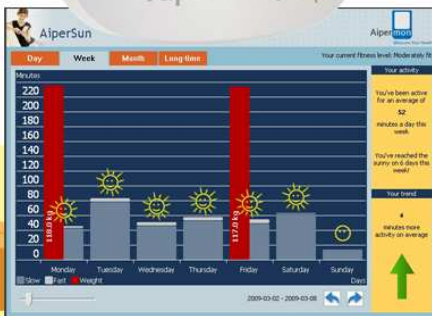 AiperSun
Aipermon
Day Week Month Long-time
Your current fitness level: Moderately fit
Minutes
220
200
180
160
140
120
100
80
60
40
20
0
118.0 kg
117.0 kg
Monday Tuesday Wednesday Thursday Friday Saturday Sunday
Slow Fast Weight
Days
2009-03-02 - 2009-03-08
Your activity
You've been active
for an average of
52
minutes a day this
week
You've reached the
sunny on 6 days this
week!
Your trend
4
minutes more
activity on average